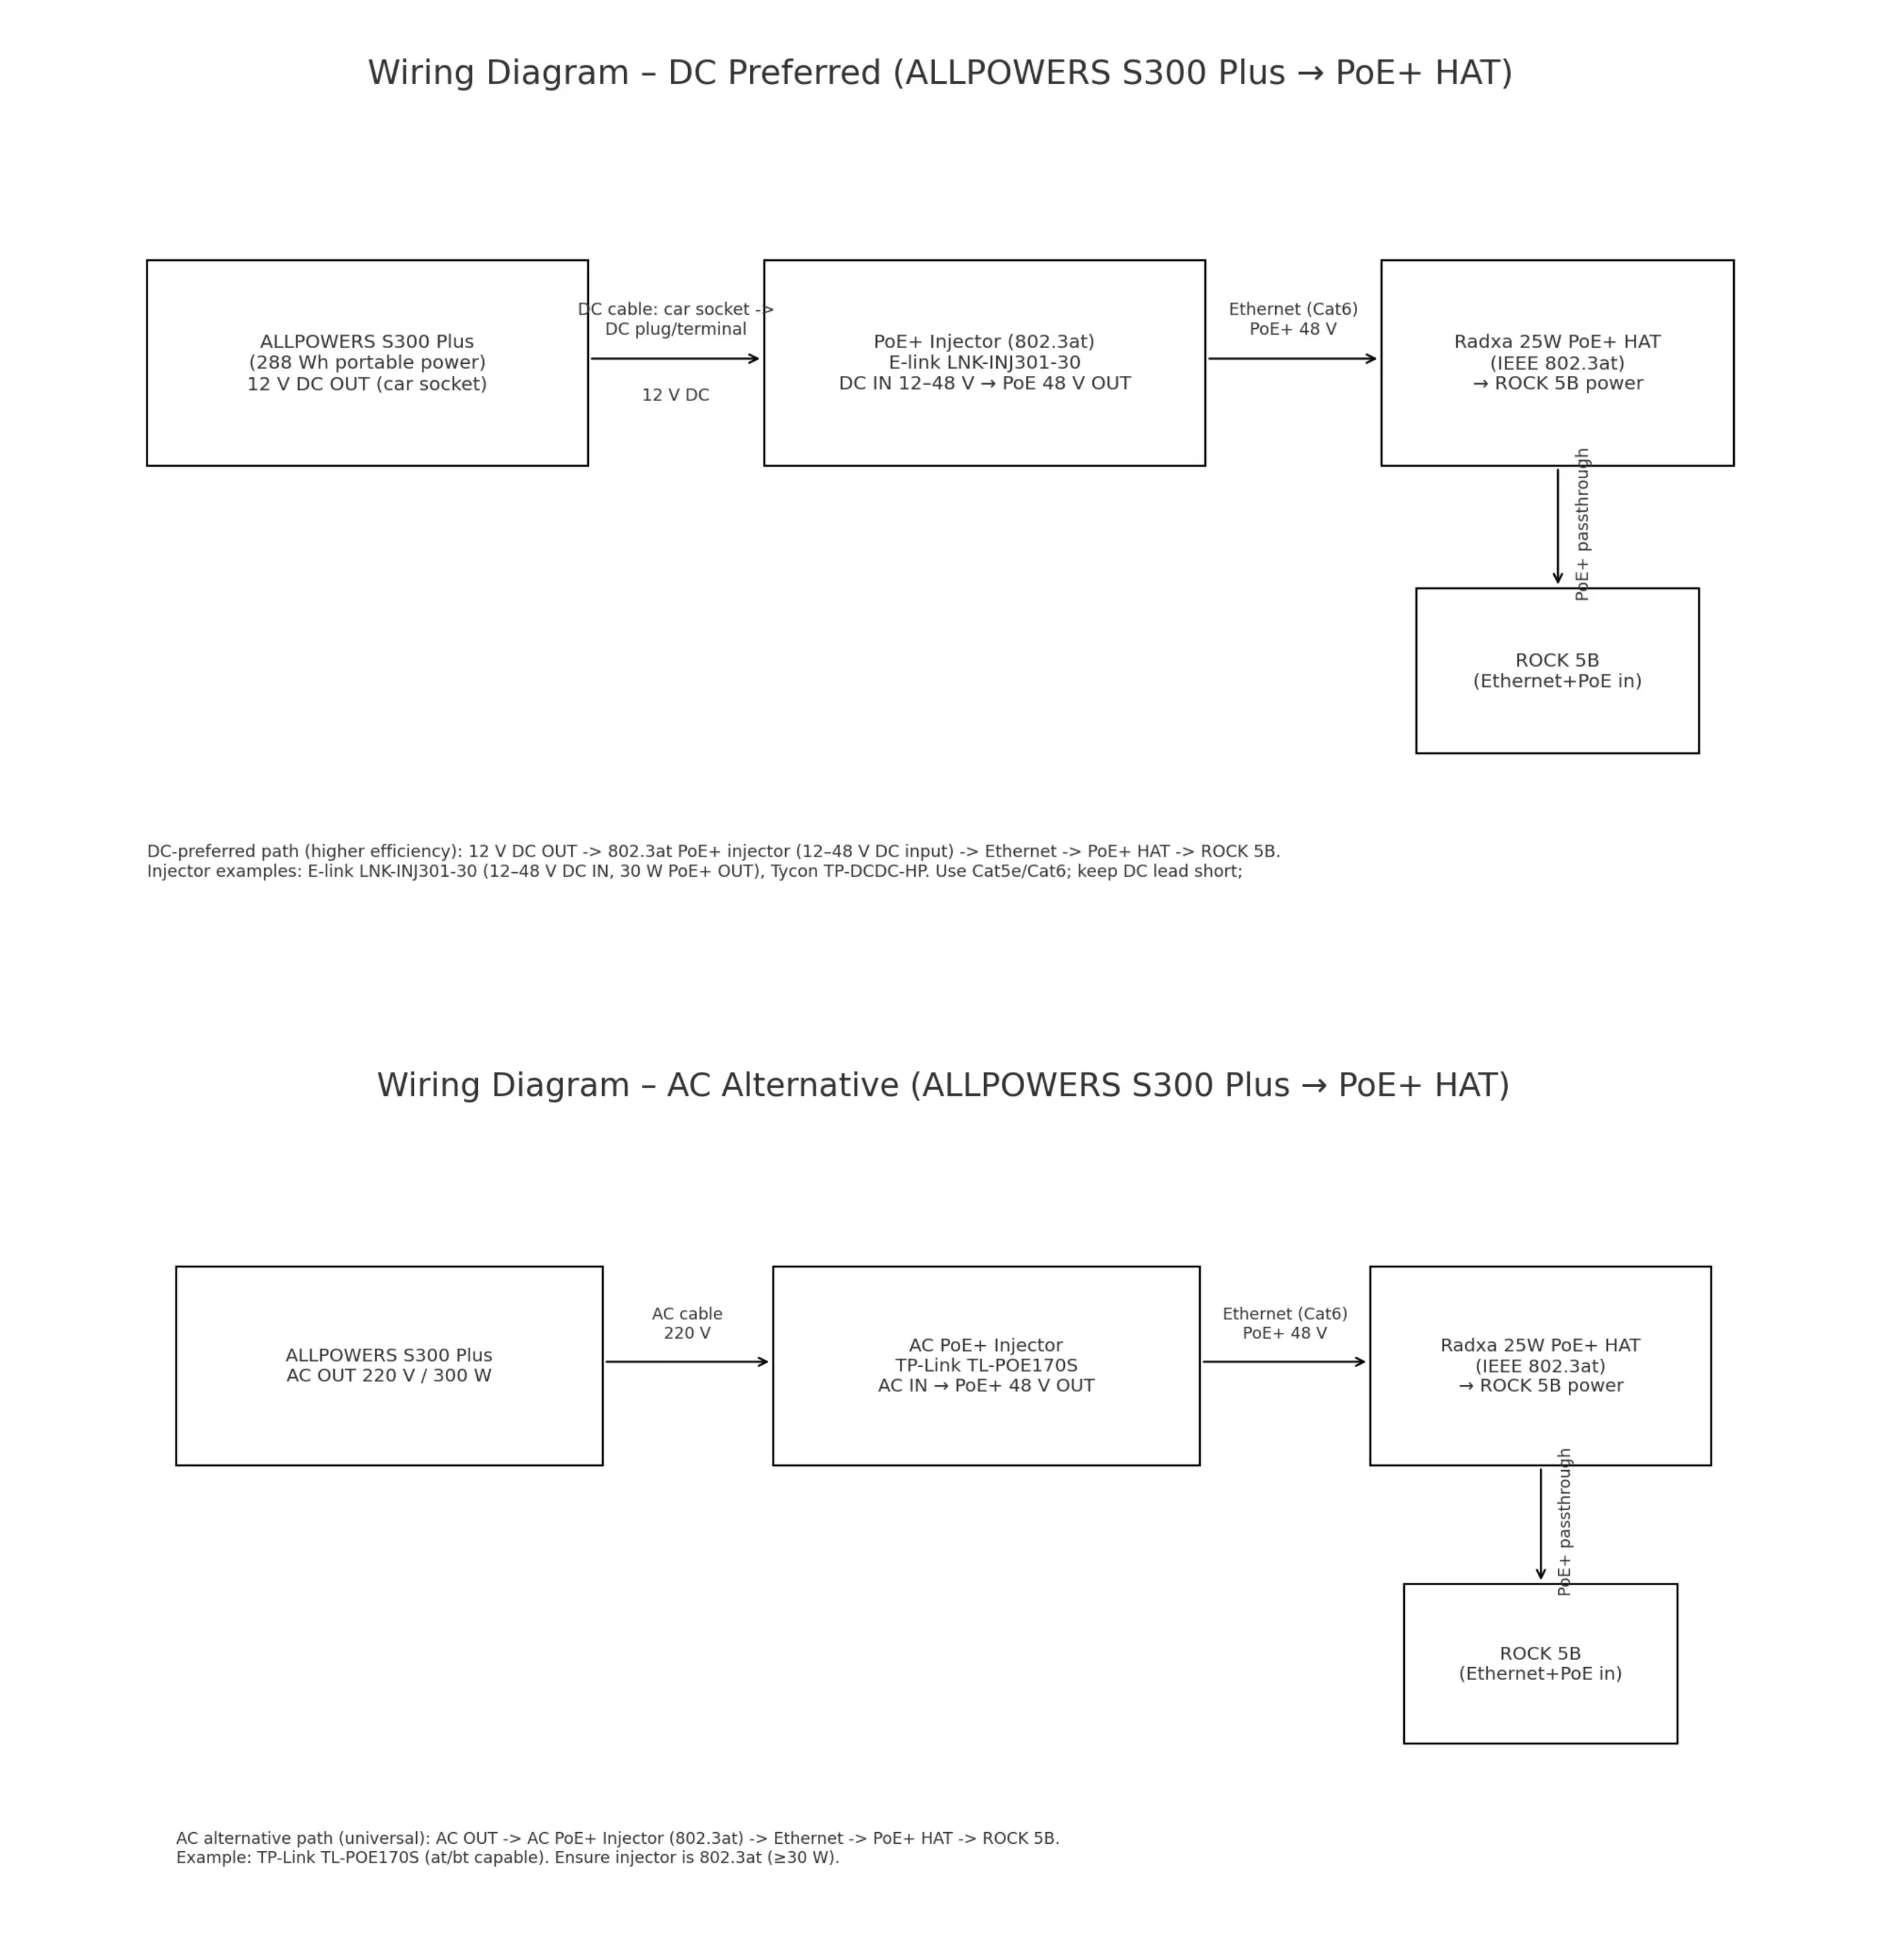 Wiring Diagram – DC Preferred (ALLPOWERS S300 Plus → PoE+ HAT)
ALLPOWERS S300 Plus
(288 Wh portable power)
12 V DC OUT (car socket)
DC cable: car socket ->
DC plug/terminal
12 V DC
PoE+ Injector (802.3at)
E-link LNK-INJ301-30
DC IN 12–48 V → PoE 48 V OUT
Ethernet (Cat6)
PoE+ 48 V
Radxa 25W PoE+ HAT
(IEEE 802.3at)
→ ROCK 5B power
PoE+ passthrough
ROCK 5B
(Ethernet+PoE in)
DC-preferred path (higher efficiency): 12 V DC OUT -> 802.3at PoE+ injector (12–48 V DC input) -> Ethernet -> PoE+ HAT -> ROCK 5B.
Injector examples: E-link LNK-INJ301-30 (12–48 V DC IN, 30 W PoE+ OUT), Tycon TP-DCDC-HP. Use Cat5e/Cat6; keep DC lead short;
Wiring Diagram – AC Alternative (ALLPOWERS S300 Plus → PoE+ HAT)
ALLPOWERS S300 Plus
AC OUT 220 V / 300 W
AC cable
220 V
AC PoE+ Injector
TP-Link TL-POE170S
AC IN → PoE+ 48 V OUT
Ethernet (Cat6)
PoE+ 48 V
Radxa 25W PoE+ HAT
(IEEE 802.3at)
→ ROCK 5B power
PoE+ passthrough
ROCK 5B
(Ethernet+PoE in)
AC alternative path (universal): AC OUT -> AC PoE+ Injector (802.3at) -> Ethernet -> PoE+ HAT -> ROCK 5B.
Example: TP-Link TL-POE170S (at/bt capable). Ensure injector is 802.3at (≥30 W).